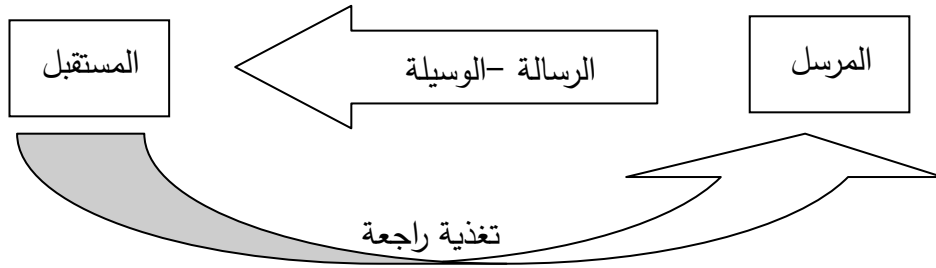 المرسل
الرسالة –الوسيلة
المستقبل
تغذية راجعة